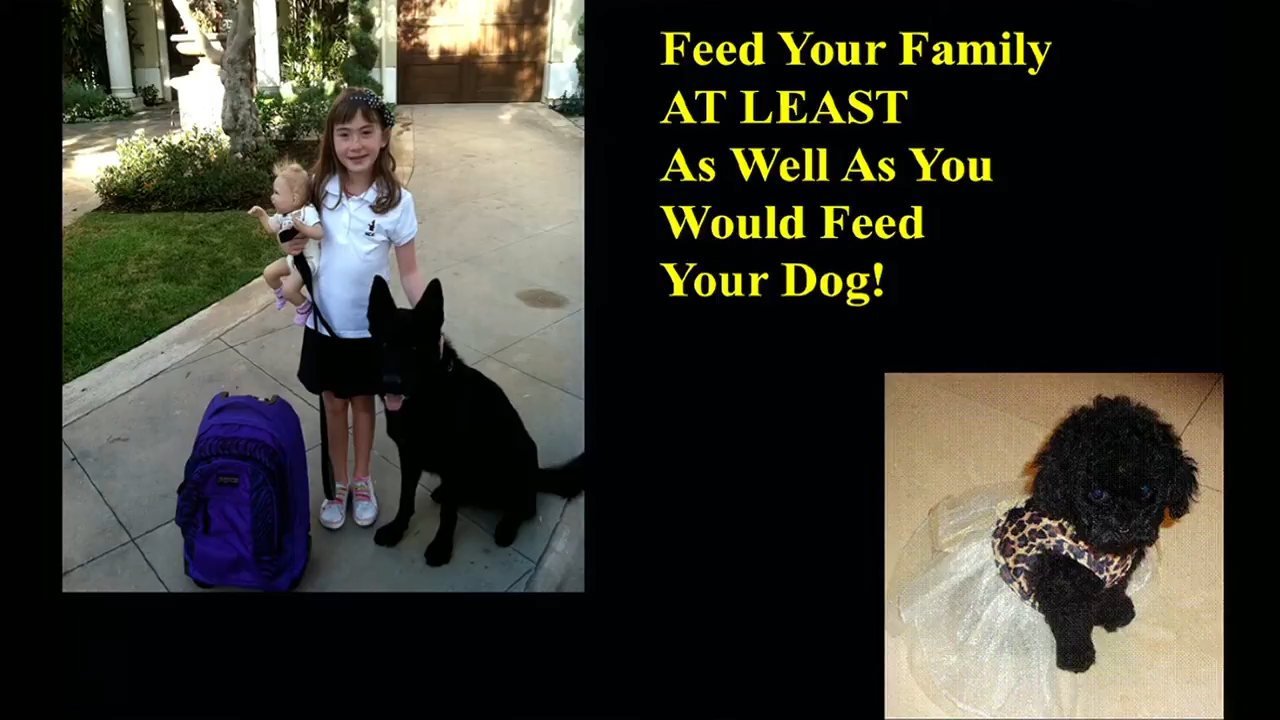 Feed Your Family
AT LEAST
As Well As You
Would Feed
Your Dog!